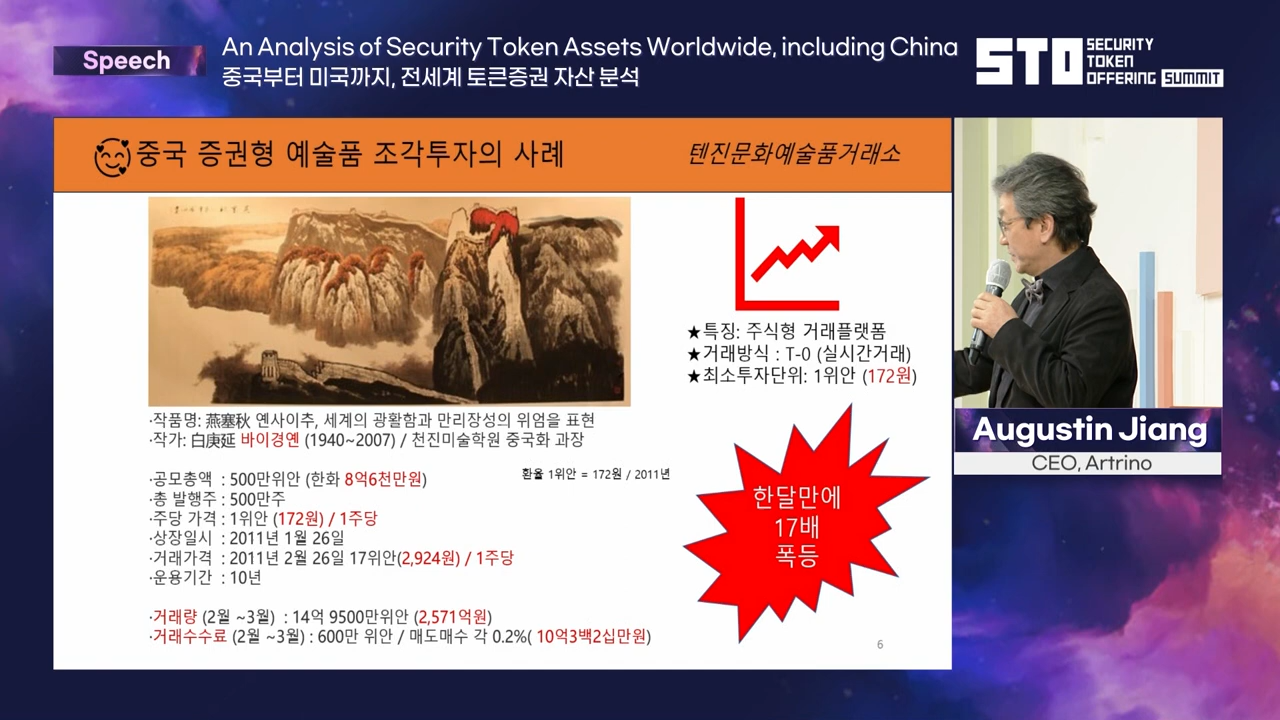 Speech
An Analysis of Security Token Assets Worldwide, including China
중국부터 미국까지, 전세계 토큰증권 자산 분석
STO SECURITY TOKEN OFFERING SUMMIT
중국 증권형 예술품 조각투자의 사례
텐진문화예술품거래소
★특징: 주식형 거래플랫폼
★거래방식 : T-0 (실시간거래)
★최소투자단위: 1위안 (172원)
·작품명: 燕塞秋 옌사이추, 세계의 광활함과 만리장성의 위엄을 표현
·작가: 白庚延 바이경옌 (1940~2007) / 천진미술학원 중국화 과장
환율 1위안 = 172원 / 2011년
·공모총액 : 500만위안 (한화 8억6천만원)
·총 발행주 : 500만주
·주당 가격 : 1위안 (172원) / 1주당
·상장일시 : 2011년 1월 26일
·거래가격 : 2011년 2월 26일 17위안(2,924원) / 1주당
·운용기간 : 10년
·거래량 (2월 ~3월) : 14억 9500만위안 (2,571억원)
·거래수수료 (2월 ~3월) : 600만 위안 / 매도매수 각 0.2%( 10억3백2십만원)
한달만에
17배
폭등
6
Augustin Jiang
CEO, Artrino